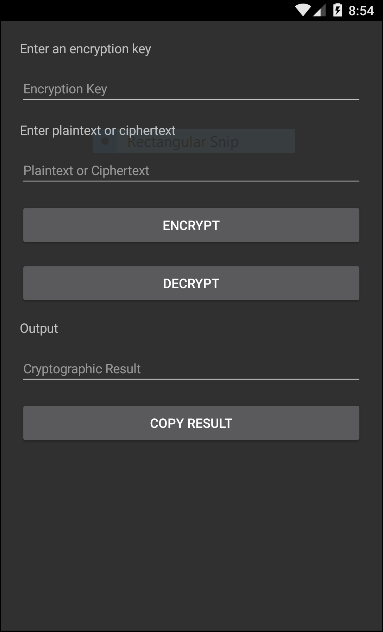 8:54
Enter an encryption key
Encryption Key
Enter plaintext or ciphertext
Rectangular Snip
Plaintext or Ciphertext
ENCRYPT
DECRYPT
Output
Cryptographic Result
COPY RESULT